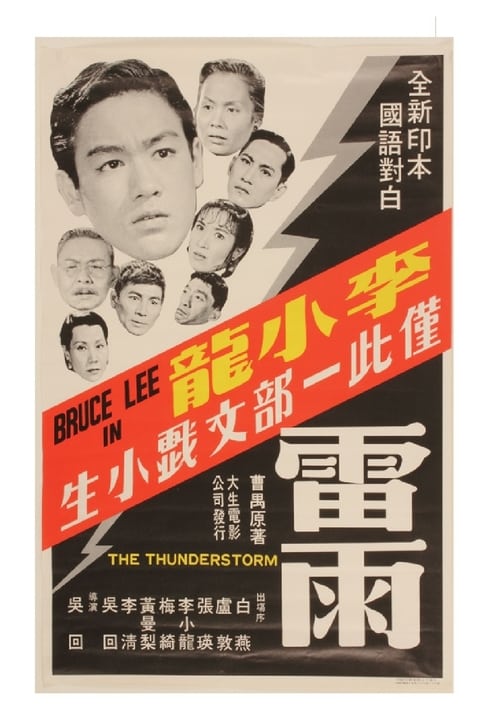 全新印本
國語對白
李小龍
BRUCE LEE
IN
僅此一部文戲小生
雷雨
曹禺原著
大生電影
公司發行
THE THUNDERSTORM
出場序
白燕
盧敦
張瑛
李小龍
梅綺
黃曼梨
李清
吳回
導演
吳回